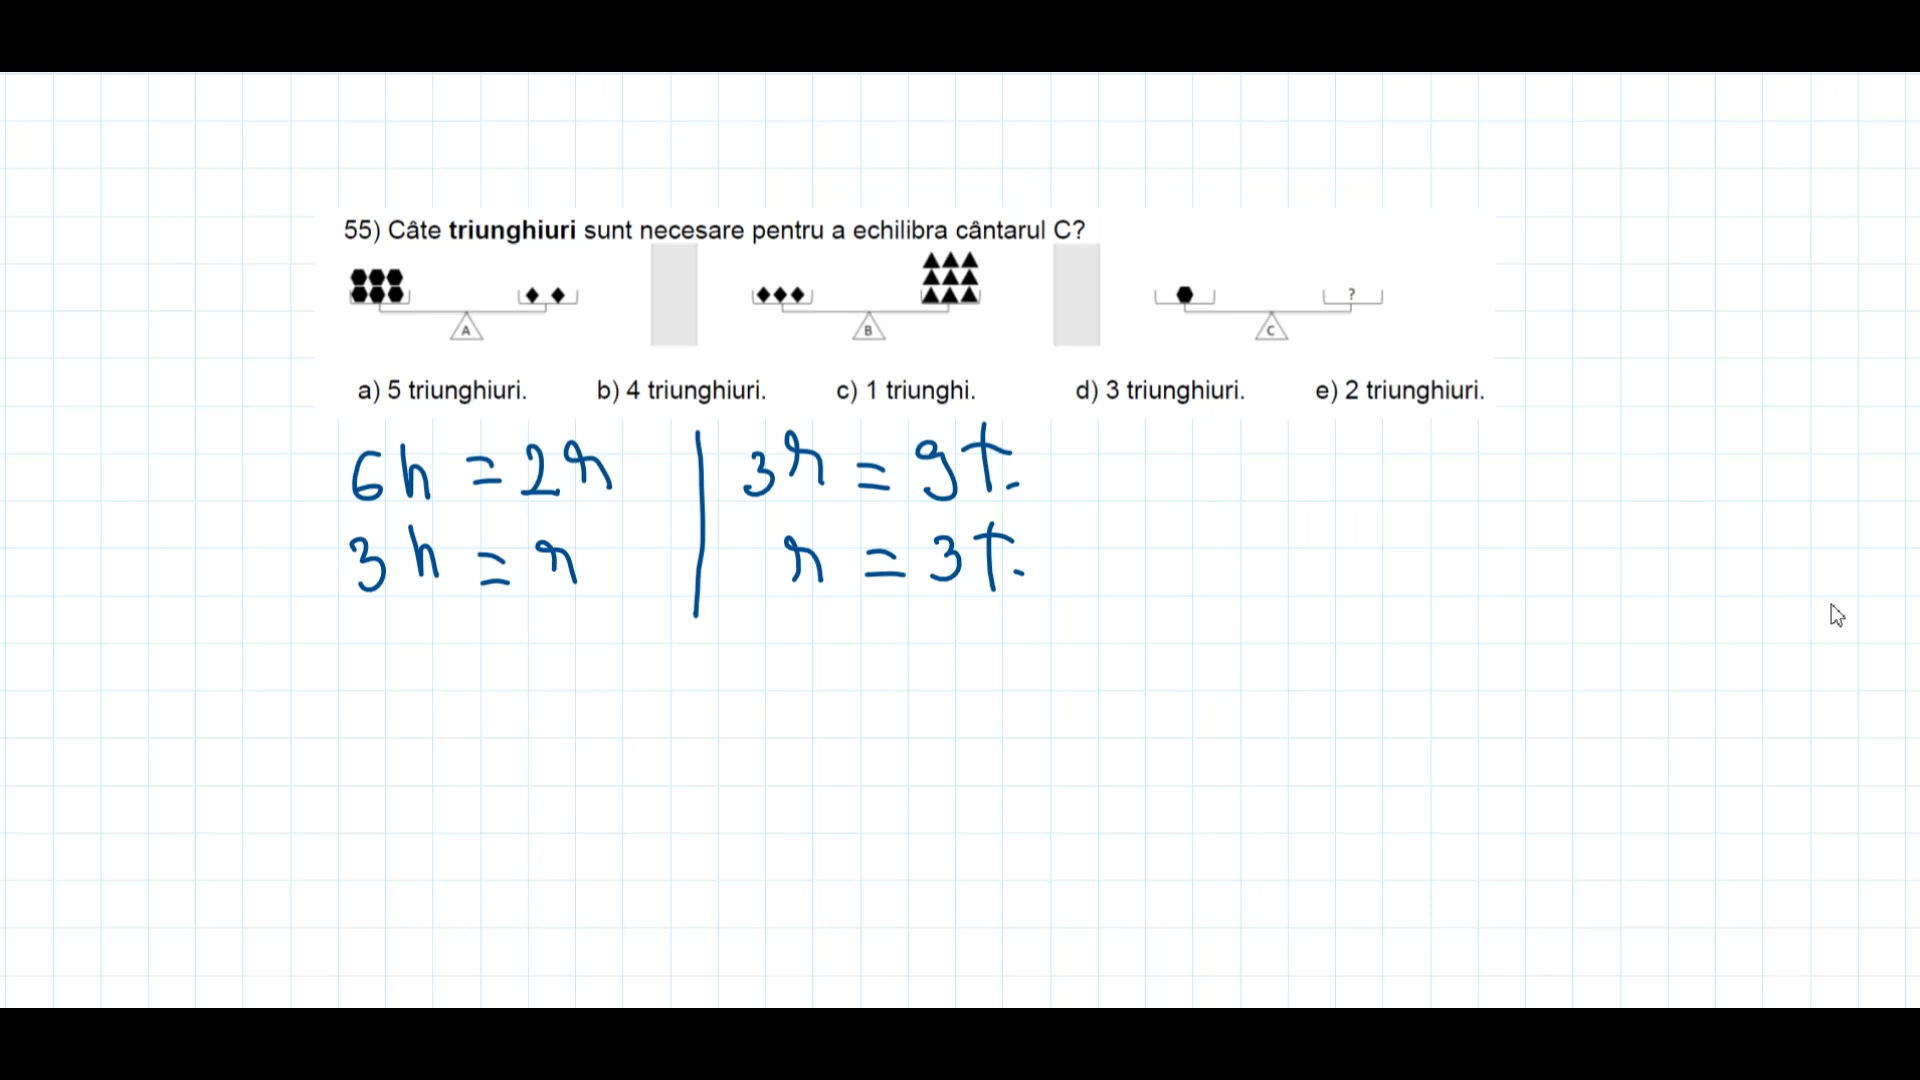 55) Câte triunghiuri sunt necesare pentru a echilibra cântarul C?
?
A B C
a) 5 triunghiuri. b) 4 triunghiuri. c) 1 triunghi. d) 3 triunghiuri. e) 2 triunghiuri.
6h = 2r | 3r = 9t.
3h = r | r = 3t.